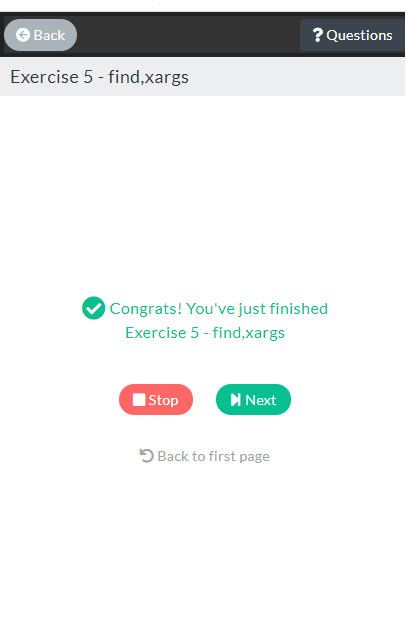 Back
Questions
Exercise 5 - find,xargs
Congrats! You've just finished
Exercise 5 - find,xargs
Stop
Next
Back to first page